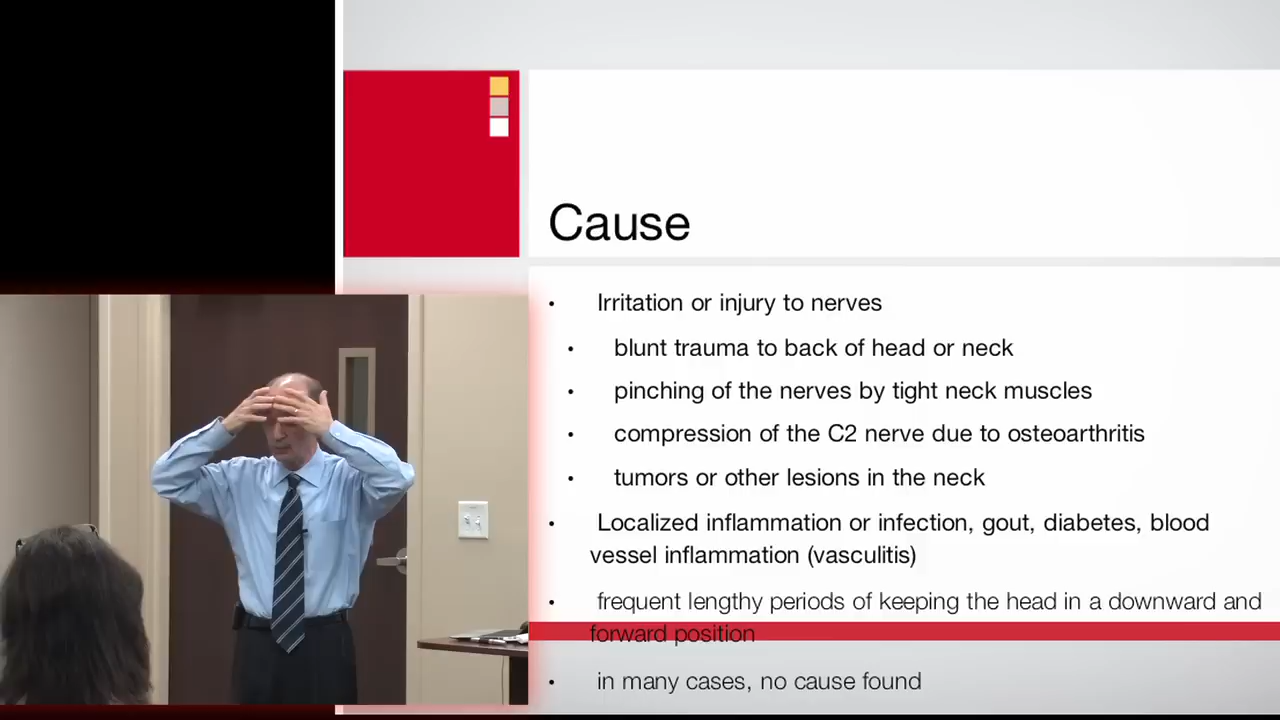 Cause
• Irritation or injury to nerves
• blunt trauma to back of head or neck
• pinching of the nerves by tight neck muscles
• compression of the C2 nerve due to osteoarthritis
• tumors or other lesions in the neck
• Localized inflammation or infection, gout, diabetes, blood
vessel inflammation (vasculitis)
• frequent lengthy periods of keeping the head in a downward and
forward position
• in many cases, no cause found